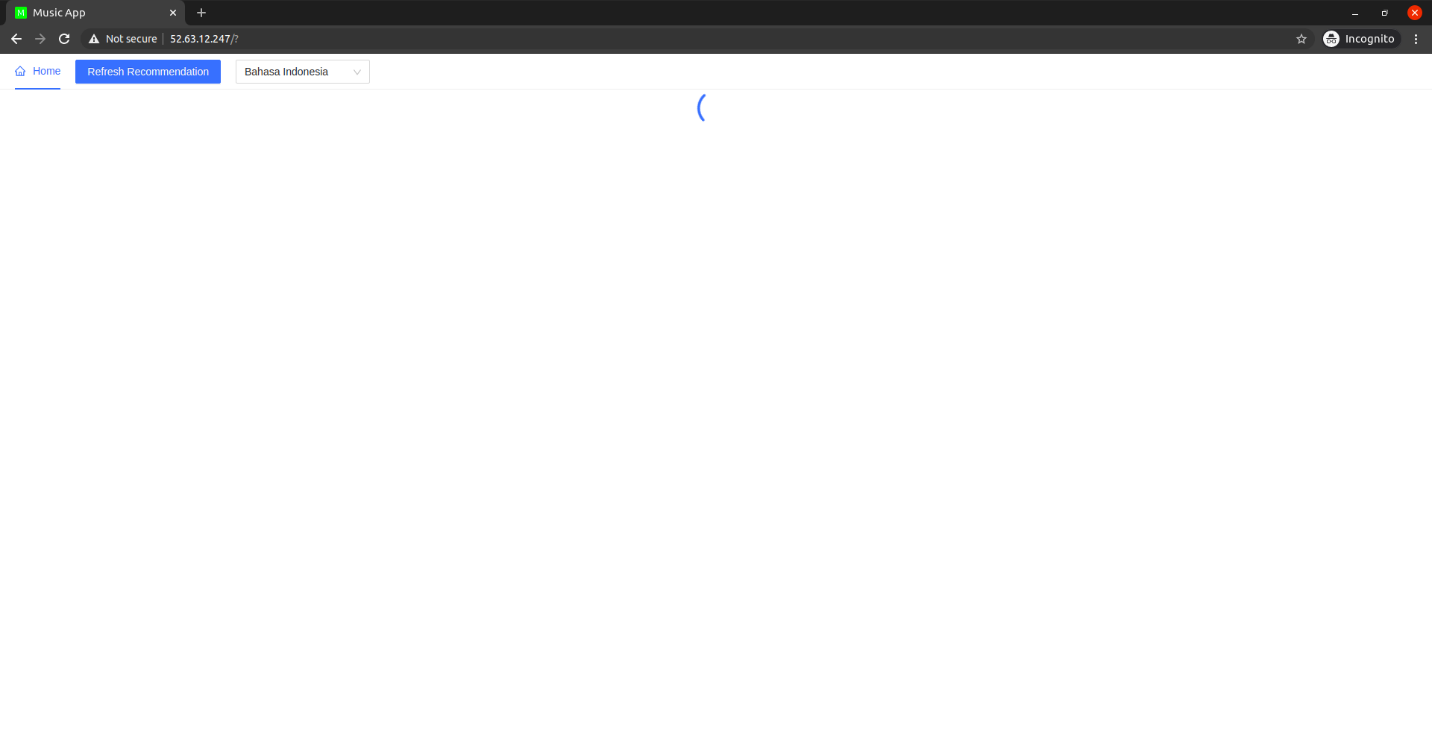 M Music App
Not secure 52.63.12.247/? Incognito
Home Refresh Recommendation Bahasa Indonesia